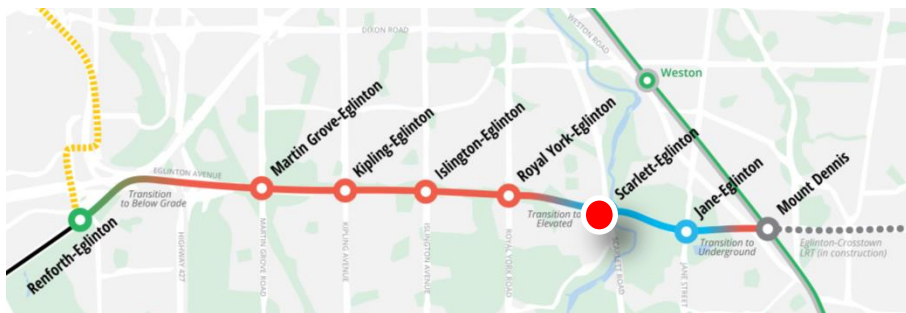 DIXON ROAD
WESTON ROAD
Weston
Martin Grove-Eglinton
Kipling-Eglinton
Islington-Eglinton
Royal York-Eglinton
Scarlett-Eglinton
Jane-Eglinton
Mount Dennis
Renforth-Eglinton
EGLINTON AVENUE
Transition
to Below Grade
Transition to
Elevated
Transition to
Underground
Eglinton-Crosstown
LRT (in construction)
HIGHWAY 427
MARTIN GROVE ROAD
KIPLING AVENUE
ISLINGTON AVENUE
ROYAL YORK ROAD
JANE STREET